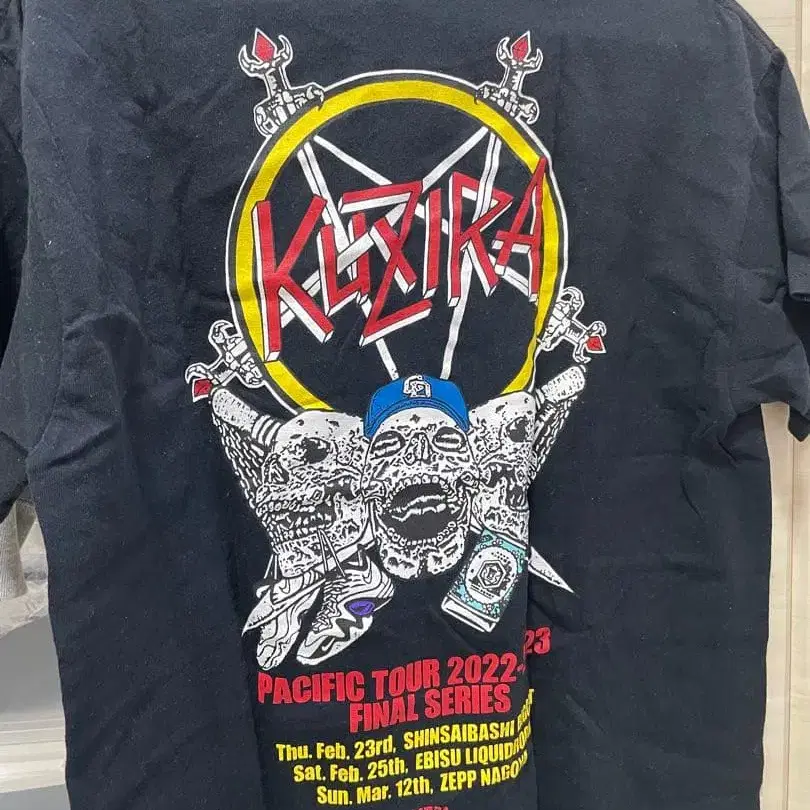 KUZIRA
PACIFIC TOUR 2022-23
FINAL SERIES
Thu. Feb. 23rd, SHINSAIBASHI
Sat. Feb. 25th, EBISU LIQUIDROOM
Sun. Mar. 12th, ZEPP NAGOYA